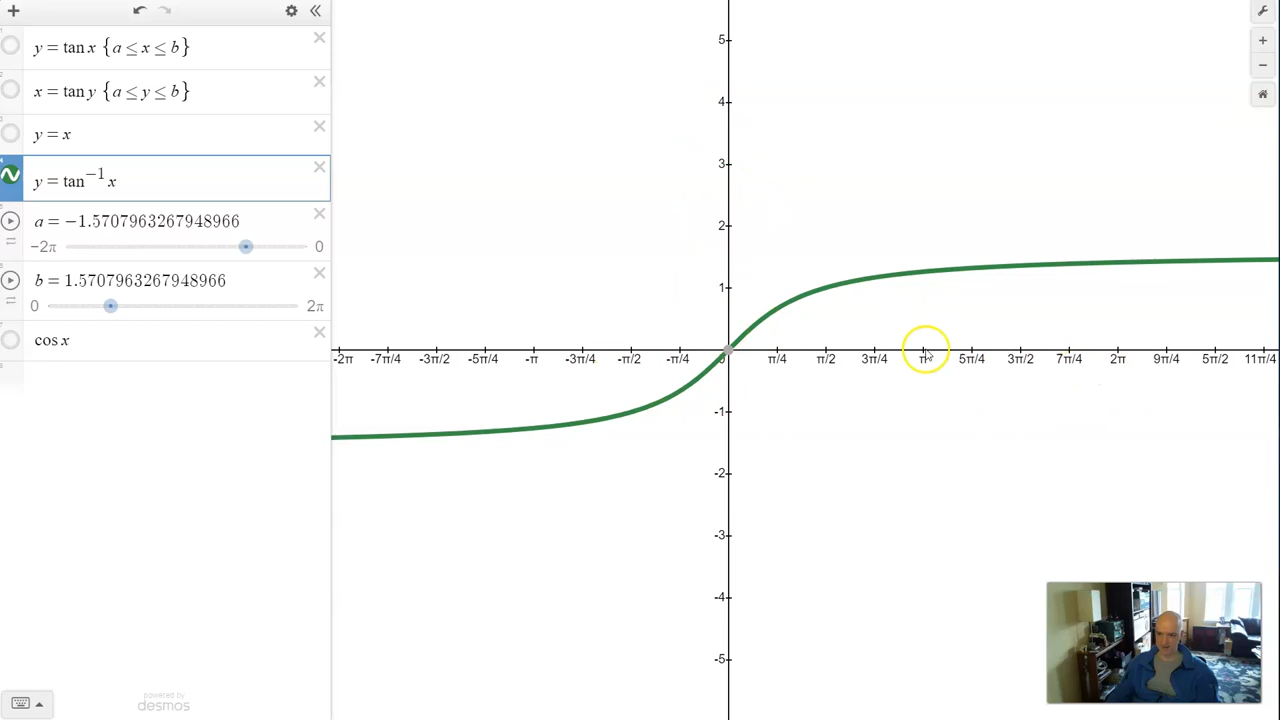 y = tan x {a ≤ x ≤ b}
x = tan y {a ≤ y ≤ b}
y = x
y = tan⁻¹ x
a = −1.5707963267948966
−2π 0
b = 1.5707963267948966
0 2π
cos x
powered by
desmos
5
4
3
2
1
-2π -7π/4 -3π/2 -5π/4 -π -3π/4 -π/2 -π/4 0 π/4 π/2 3π/4 π 5π/4 3π/2 7π/4 2π 9π/4 5π/2 11π/4
-1
-2
-3
-4
-5